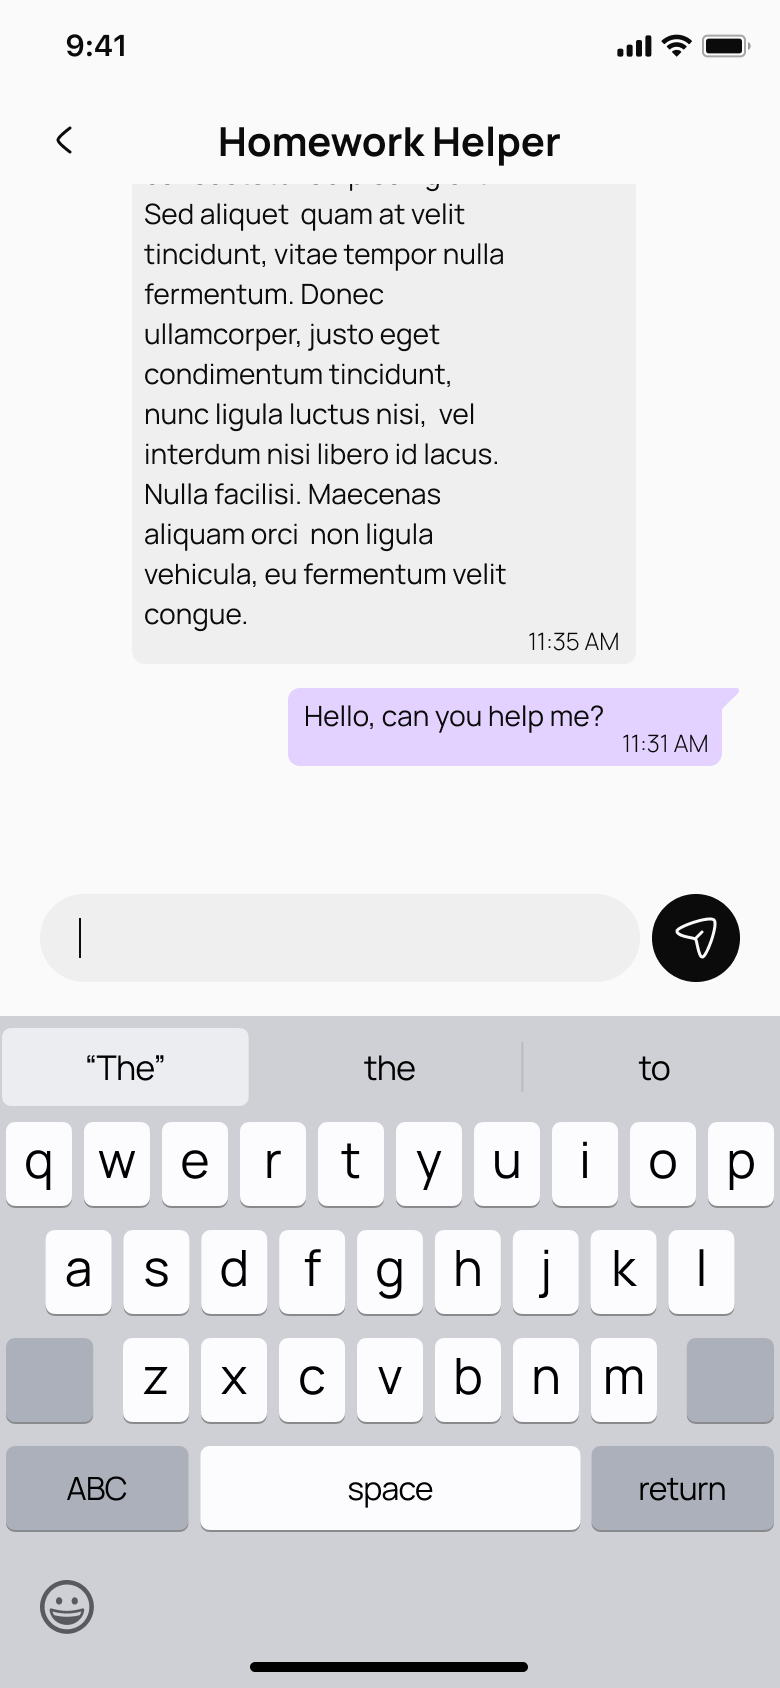 9:41
Homework Helper
Sed aliquet  quam at velit
tincidunt, vitae tempor nulla
fermentum. Donec
ullamcorper, justo eget
condimentum tincidunt,
nunc ligula luctus nisi,  vel
interdum nisi libero id lacus.
Nulla facilisi. Maecenas
aliquam orci  non ligula
vehicula, eu fermentum velit
congue.
11:35 AM
Hello, can you help me?
11:31 AM
“The” the to
q w e r t y u i o p
a s d f g h j k l
z x c v b n m
ABC space return